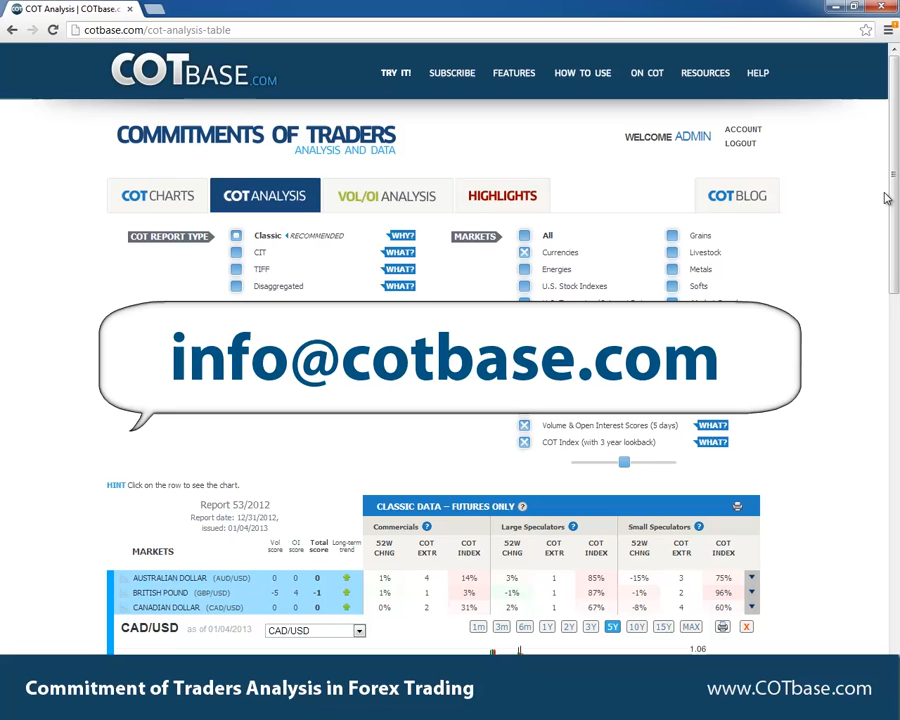 COT Analysis | COTbase.c...
cotbase.com/cot-analysis-table
COTBASE.COM
TRY IT! SUBSCRIBE FEATURES HOW TO USE ON COT RESOURCES HELP
COMMITMENTS OF TRADERS
ANALYSIS AND DATA
WELCOME ADMIN
ACCOUNT
LOGOUT
COT CHARTS COT ANALYSIS VOL/OI ANALYSIS HIGHLIGHTS COT BLOG
COT REPORT TYPE Classic RECOMMENDED WHY? MARKETS All Grains
CIT WHAT? Currencies Livestock
TIFF WHAT? Energies Metals
Disaggregated WHAT? U.S. Stock Indexes Softs
info@cotbase.com
Volume & Open Interest Scores (5 days) WHAT?
COT Index (with 3 year lookback) WHAT?
HINT Click on the row to see the chart.
Report 53/2012
Report date: 12/31/2012,
issued: 01/04/2013
CLASSIC DATA – FUTURES ONLY ?
Commercials ? Large Speculators ? Small Speculators ?
MARKETS Vol score OI score Total score Long-term trend 52W CHNG COT EXTR COT INDEX 52W CHNG COT EXTR COT INDEX 52W CHNG COT EXTR COT INDEX
AUSTRALIAN DOLLAR (AUD/USD) 0 0 0 1% 4 14% 3% 1 85% -15% 3 75%
BRITISH POUND (GBP/USD) -5 4 -1 1% 1 3% -1% 1 87% -1% 2 96%
CANADIAN DOLLAR (CAD/USD) 0 0 0 0% 2 31% 2% 1 67% -8% 4 60%
CAD/USD as of 01/04/2013 CAD/USD 1m 3m 6m 1Y 2Y 3Y 5Y 10Y 15Y MAX X
1.06
Commitment of Traders Analysis in Forex Trading www.COTbase.com